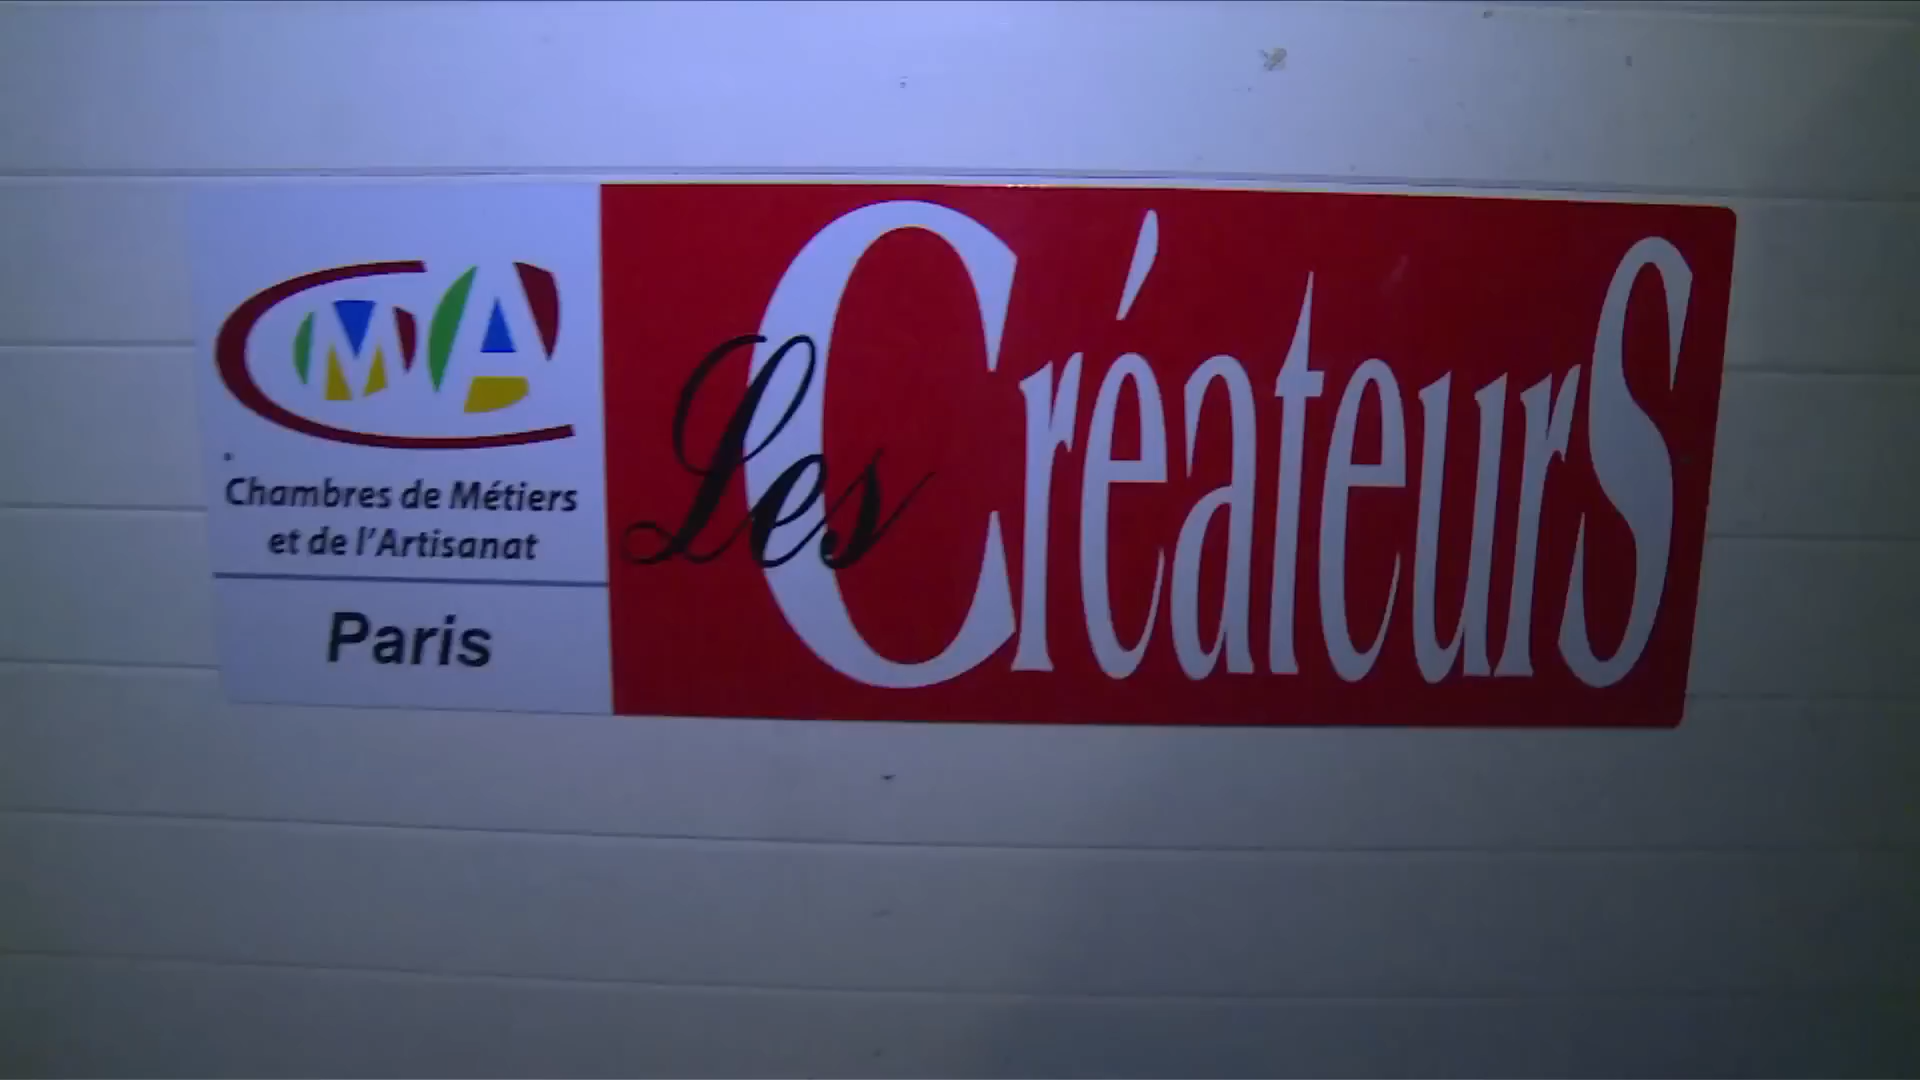 CMA
Chambres de Métiers
et de l'Artisanat
Paris
Les CréateurS